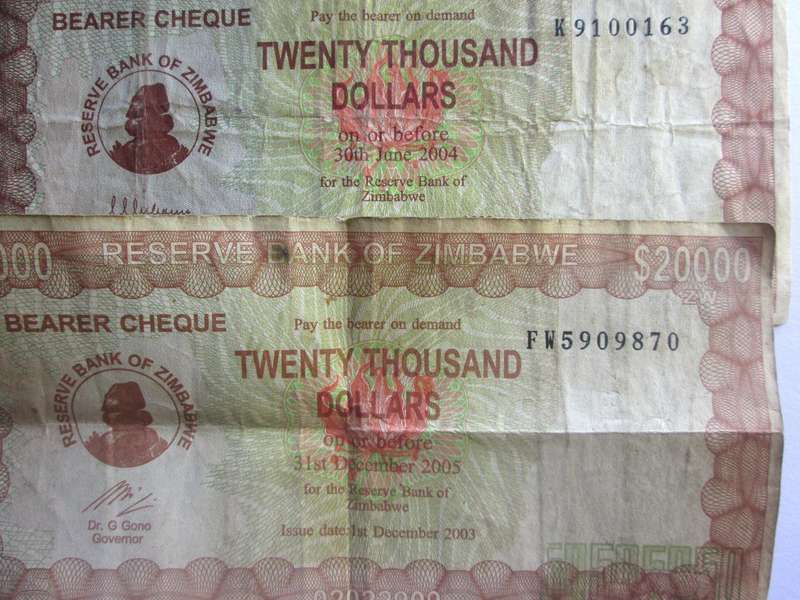 BEARER CHEQUE
Pay the bearer on demand
K9100163
TWENTY THOUSAND
DOLLARS
RESERVE BANK OF ZIMBABWE
on or before
30th June 2004
for the Reserve Bank of
Zimbabwe
000
RESERVE BANK OF ZIMBABWE
$20000
ZW
BEARER CHEQUE
Pay the bearer on demand
FW5909870
TWENTY THOUSAND
DOLLARS
RESERVE BANK OF ZIMBABWE
on or before
31st December 2005
for the Reserve Bank of
Zimbabwe
Dr. G Gono
Governor
Issue date:1st December 2003